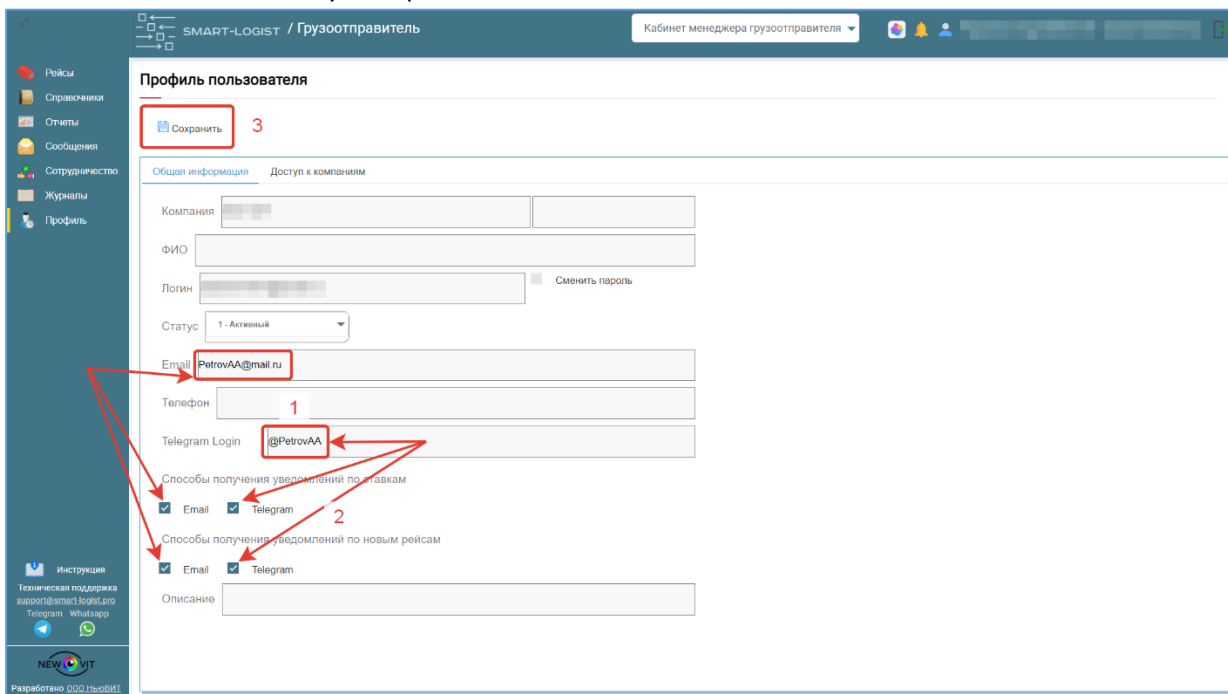 SMART-LOGIST / Грузоотправитель
Кабинет менеджера грузоотправителя
Рейсы
Справочники
Отчеты
Сообщения
Сотрудничество
Журналы
Профиль
Профиль пользователя
Сохранить
3
Общая информация Доступ к компаниям
Компания
ФИО
Логин
Сменить пароль
Статус 1 - Активный
Email PetrovAA@mail.ru
Телефон
1
Telegram Login @PetrovAA
Способы получения уведомлений по ставкам
Email Telegram
2
Способы получения уведомлений по новым рейсам
Email Telegram
Описание
Инструкция
Техническая поддержка
support@smart-logist.pro
Telegram Whatsapp
NEW VIT
Разработано ООО НьюВИТ